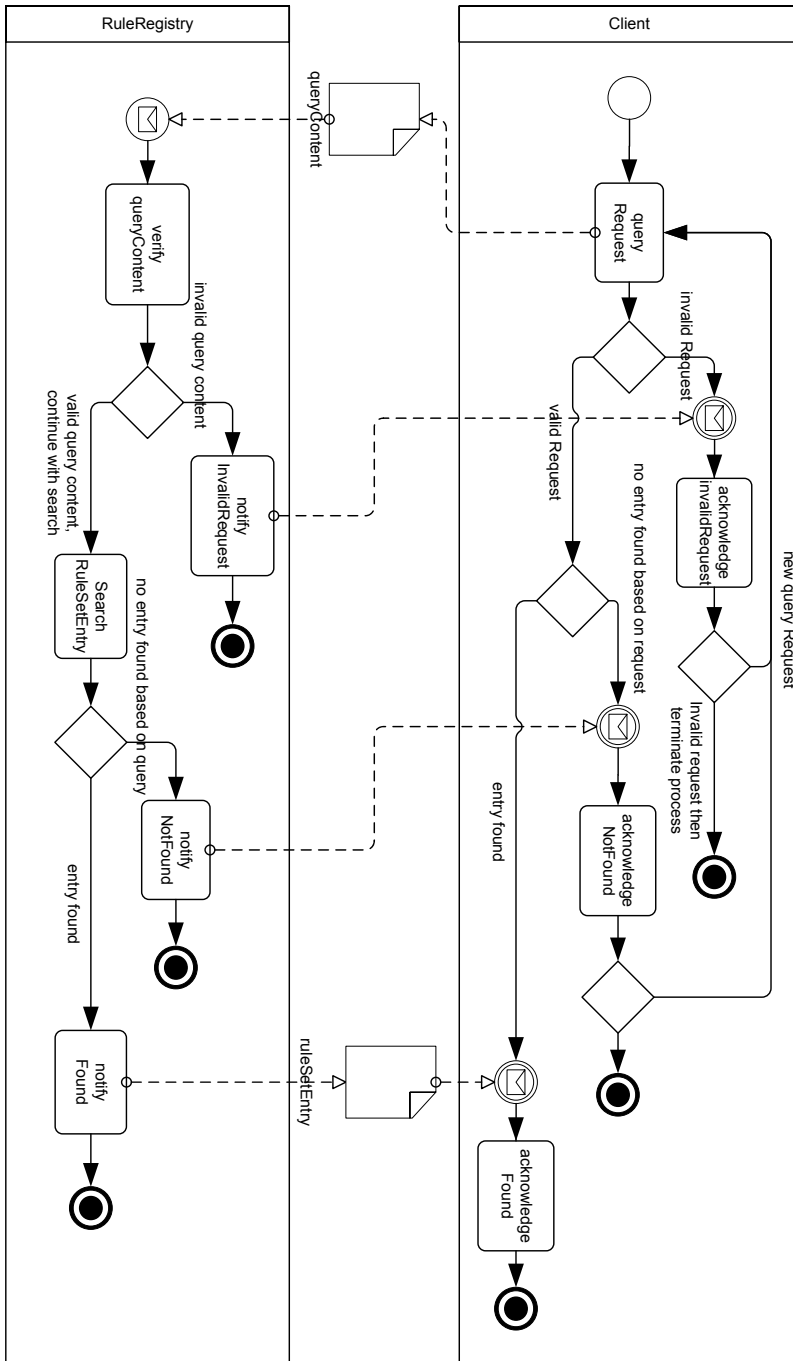 Client
query
Request
invalid Request
valid Request
acknowledge
invalidRequest
new query Request
Invalid request then
terminate process
no entry found based on request
acknowledge
NotFound
entry found
acknowledge
Found
queryContent
ruleSetEntry
RuleRegistry
verify
queryContent
invalid query content
valid query content,
continue with search
notify
InvalidRequest
Search
RuleSetEntry
no entry found based on query
notify
NotFound
entry found
notify
Found